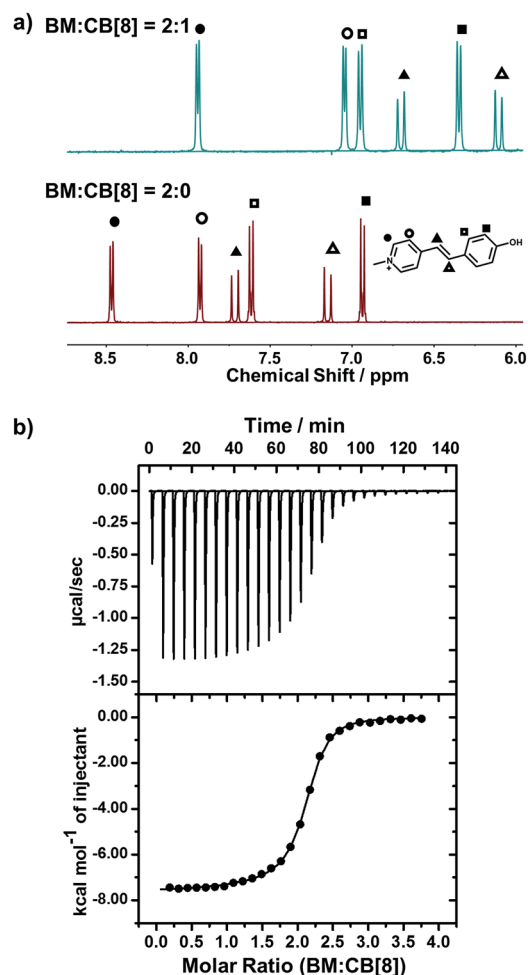 a)
BM:CB[8] = 2:1
BM:CB[8] = 2:0
N
+
OH
8.5 8.0 7.5 7.0 6.5 6.0
Chemical Shift / ppm
b)
Time / min
0 20 40 60 80 100 120 140
0.00
-0.25
-0.50
-0.75
-1.00
-1.25
-1.50
µcal/sec
0.00
-2.00
-4.00
-6.00
-8.00
kcal mol⁻¹ of injectant
0.0 0.5 1.0 1.5 2.0 2.5 3.0 3.5 4.0
Molar Ratio (BM:CB[8])